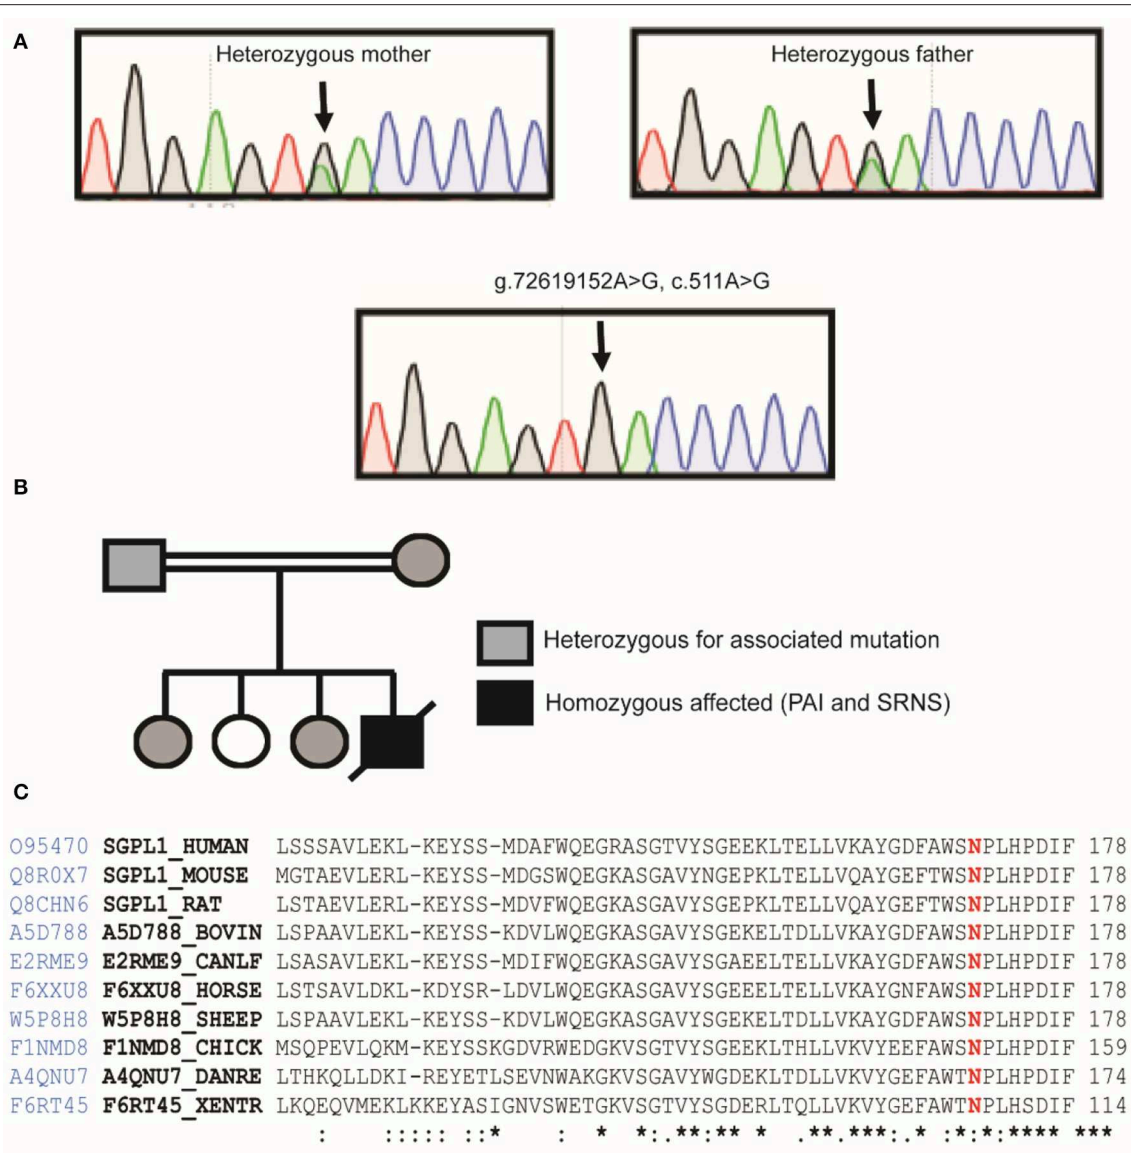 A
Heterozygous mother
Heterozygous father
g.72619152A>G, c.511A>G
B
Heterozygous for associated mutation
Homozygous affected (PAI and SRNS)
C
O95470 SGPL1_HUMAN LSSSAVLEKL-KEYSS-MDAFWQEGRASGTVYSGEEKLTELLVKAYGDFAWSNPLHPDIF 178
Q8R0X7 SGPL1_MOUSE MGTAEVLERL-KEYSS-MDGSWQEGKASGAVYNGEPKLTELLVQAYGEFTWSNPLHPDIF 178
Q8CHN6 SGPL1_RAT LSTAEVLERL-KEYSS-MDVFWQEGKASGAVYSGEPKLTELLVQAYGEFTWSNPLHPDIF 178
A5D788 A5D788_BOVIN LSPAAVLEKL-KEYSS-KDVLWQEGKASGAVYSGEKELTDLLVKAYGDFAWSNPLHPDIF 178
E2RME9 E2RME9_CANLF LSASAVLEKL-KEYSS-MDIFWQEGKASGAVYSGAEELTELLVKAYGDFAWSNPLHPDIF 178
F6XXU8 F6XXU8_HORSE LSTSAVLDKL-KDYSR-LDVLWQEGKASGAVYSGEEELTELLVKAYGNFAWSNPLHPDIF 178
W5P8H8 W5P8H8_SHEEP LSPAAVLEKL-KEYSS-KDVLWQEGKASGAVYSGEKELTDLLVKAYGDFAWSNPLHPDIF 178
F1NMD8 F1NMD8_CHICK MSQPEVLQKM-KEYSSKGDVRWEDGKVSGTVYSGEEKLTHLLVKVYEEFAWSNPLHPDIF 159
A4QNU7 A4QNU7_DANRE LTHKQLLDKI-REYETLSEVNWAKGKVSGAVYWGDEKLTDLLVKVYGEFAWTNPLHPDIF 174
F6RT45 F6RT45_XENTR LKQEQVMEKLKKEYASIGNVSWETGKVSGTVYSGDERLTQLLVKVYGEFAWTNPLHSDIF 114
: ::::: ::* : * *:.**:** * .**.***:.* :*:*:**** ***